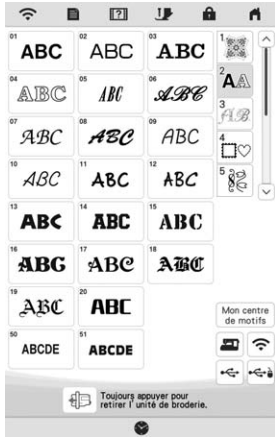 01 02 03
ABC ABC ABC
04 05 06
ABC ABC ABC
07 08 09
ABC ABC ABC
10 11 12
ABC ABC ABC
13 14 15
ABC ABC ABC
16 17 18
ABC ABC ABC
19 20
ABC ABC
50 51
ABCDE ABCDE
1
2
AA
3
AB
4
5
Mon centre
de motifs
Toujours appuyer pour
retirer l'unité de broderie.